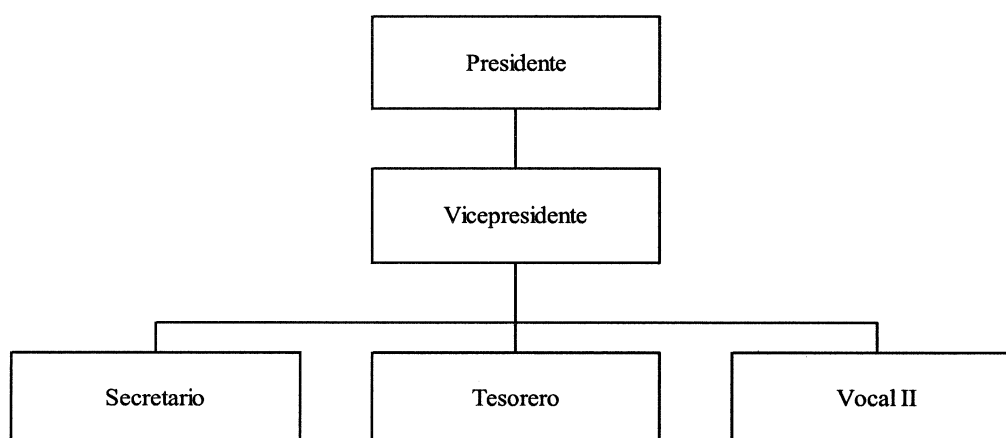 Presidente
Vicepresidente
Secretario
Tesorero
Vocal II